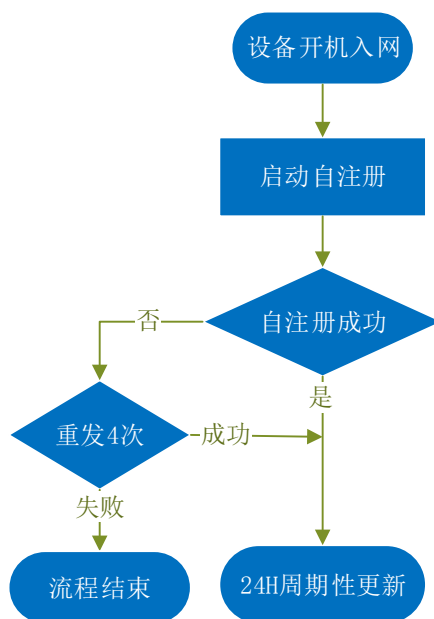 设备开机入网
启动自注册
自注册成功
否
是
重发4次
成功
失败
流程结束
24H周期性更新